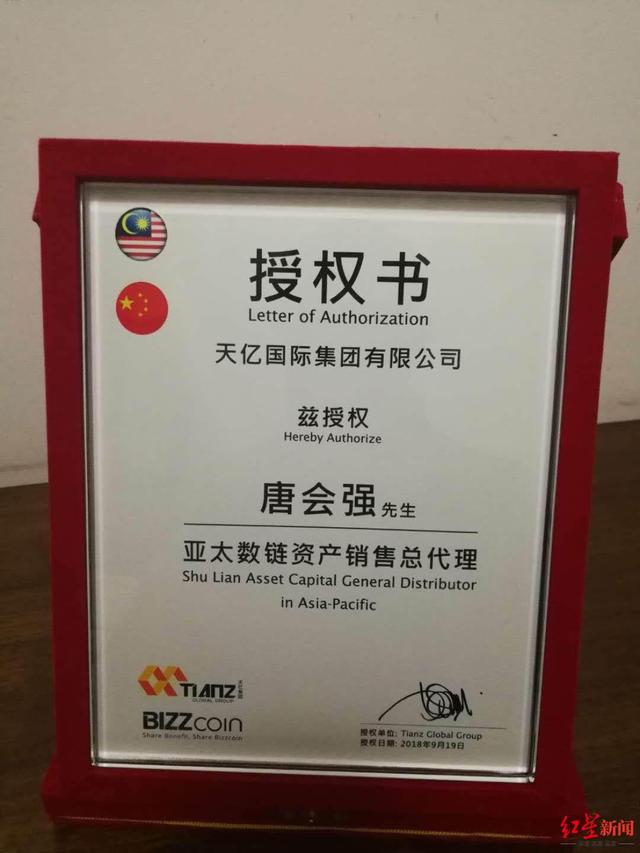 授权书
Letter of Authorization
天亿国际集团有限公司
兹授权
Hereby Authorize
唐会强先生
亚太数链资产销售总代理
Shu Lian Asset Capital General Distributor
in Asia-Pacific
TIANZ
GLOBAL GROUP
天亿集团
BIZZCOIN
Share Benefit, Share Bizzcoin
授权单位: Tianz Global Group
授权日期: 2018年9月19日
红星新闻